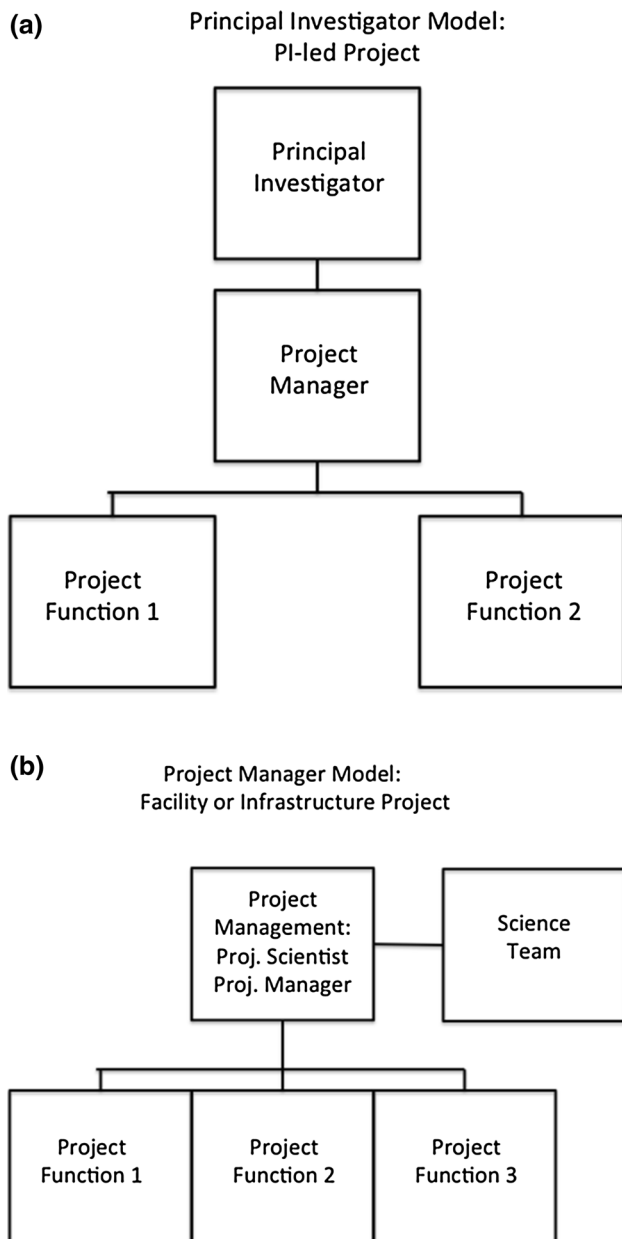 (a)
Principal Investigator Model:
PI-led Project
Principal
Investigator
Project
Manager
Project
Function 1
Project
Function 2
(b)
Project Manager Model:
Facility or Infrastructure Project
Project
Management:
Proj. Scientist
Proj. Manager
Science
Team
Project
Function 1
Project
Function 2
Project
Function 3